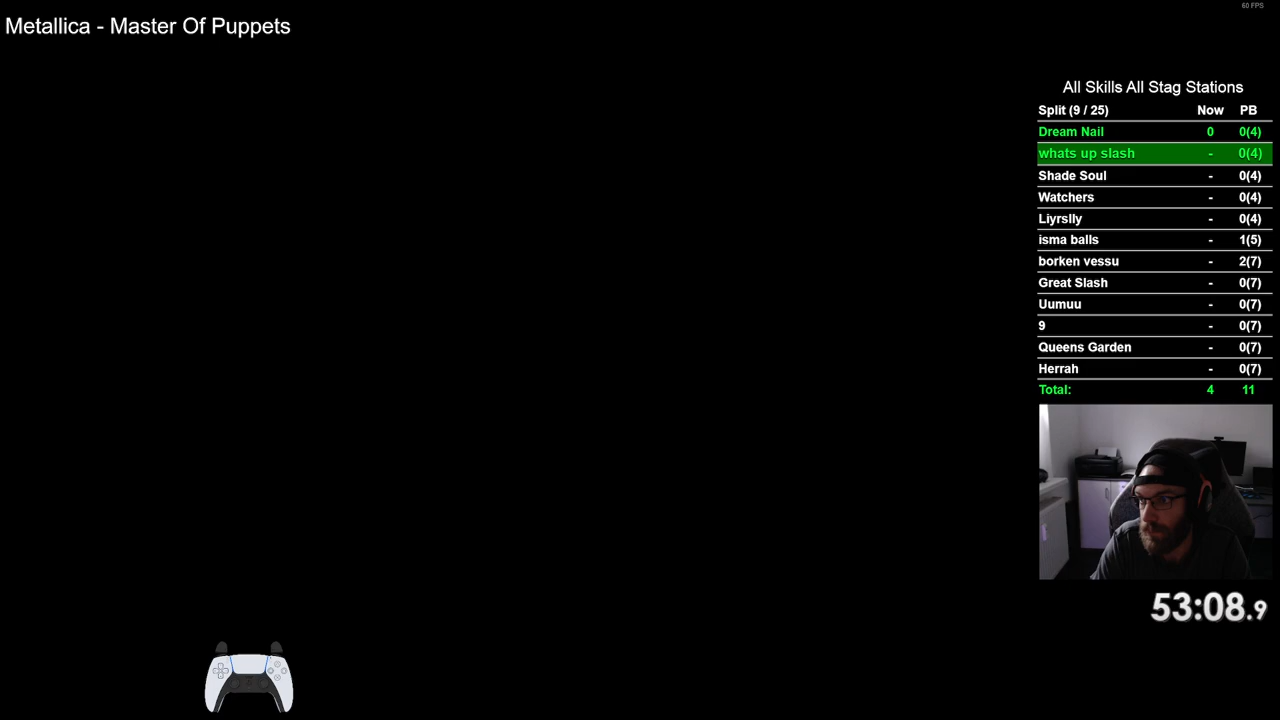 60 FPS
Metallica - Master Of Puppets
All Skills All Stag Stations
Split (9 / 25) Now PB
Dream Nail 0 0(4)
whats up slash - 0(4)
Shade Soul - 0(4)
Watchers - 0(4)
Liyrslly - 0(4)
isma balls - 1(5)
borken vessu - 2(7)
Great Slash - 0(7)
Uumuu - 0(7)
9 - 0(7)
Queens Garden - 0(7)
Herrah - 0(7)
Total: 4 11
53:08.9